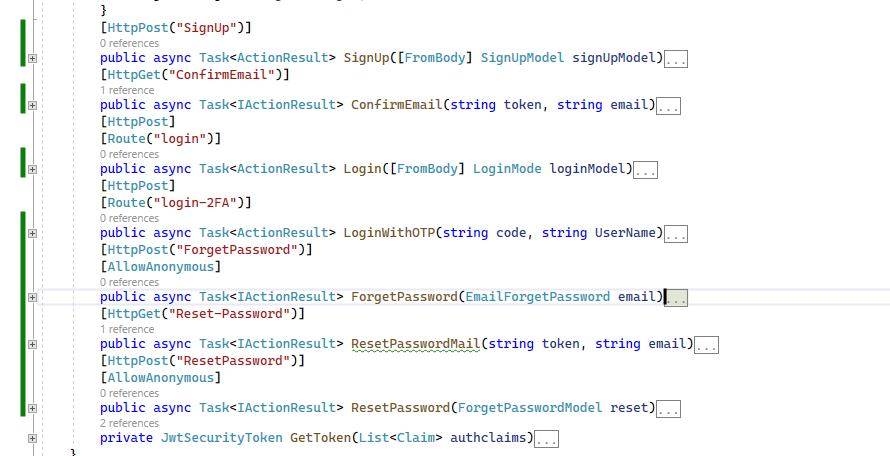 }
[HttpPost("SignUp")]
0 references
public async Task<ActionResult> SignUp([FromBody] SignUpModel signUpModel)...
[HttpGet("ConfirmEmail")]
1 reference
public async Task<IActionResult> ConfirmEmail(string token, string email)...
[HttpPost]
[Route("login")]
0 references
public async Task<ActionResult> Login([FromBody] LoginMode loginModel)...
[HttpPost]
[Route("login-2FA")]
0 references
public async Task<ActionResult> LoginWithOTP(string code, string UserName)...
[HttpPost("ForgetPassword")]
[AllowAnonymous]
0 references
public async Task<IActionResult> ForgetPassword(EmailForgetPassword email)...
[HttpGet("Reset-Password")]
1 reference
public async Task<IActionResult> ResetPasswordMail(string token, string email)...
[HttpPost("ResetPassword")]
[AllowAnonymous]
0 references
public async Task<IActionResult> ResetPassword(ForgetPasswordModel reset)...
2 references
private JwtSecurityToken GetToken(List<Claim> authclaims)...
}